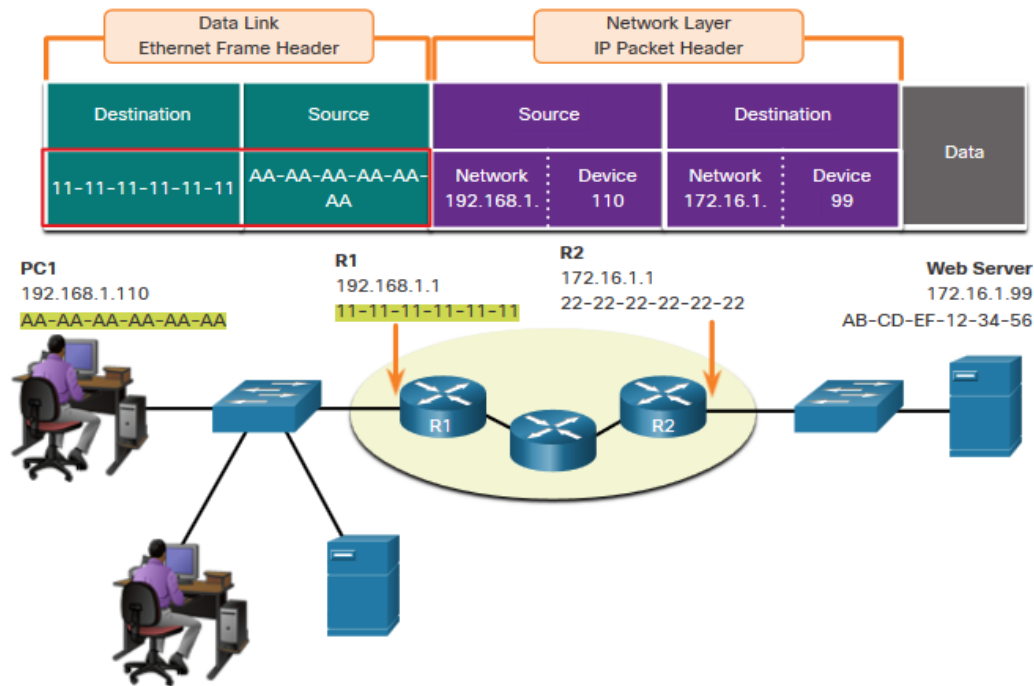 Data Link
Ethernet Frame Header
Network Layer
IP Packet Header
Destination
Source
Source
Destination
Data
11-11-11-11-11-11
AA-AA-AA-AA-AA-
AA
Network
192.168.1.
Device
110
Network
172.16.1.
Device
99
PC1
192.168.1.110
AA-AA-AA-AA-AA-AA
R1
192.168.1.1
11-11-11-11-11-11
R2
172.16.1.1
22-22-22-22-22-22
Web Server
172.16.1.99
AB-CD-EF-12-34-56
R1
R2